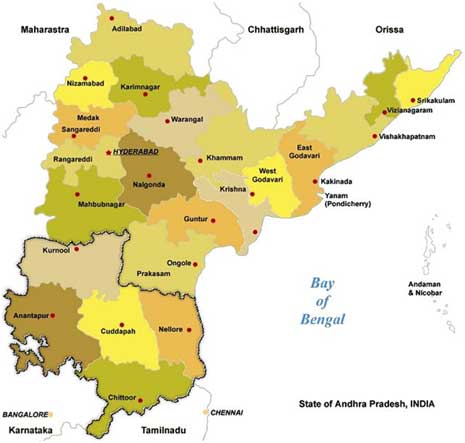 Maharastra
Adilabad
Chhattisgarh
Orissa
Nizamabad
Karimnagar
Srikakulam
Vizianagaram
Medak
Sangareddi
Warangal
Vishakhapatnam
Rangareddi
HYDERABAD
Khammam
East
Godavari
West
Godavari
Nalgonda
Kakinada
Krishna
Mahbubnagar
Yanam
(Pondicherry)
Guntur
Kurnool
Ongole
Prakasam
Bay
of
Bengal
Andaman
& Nicobar
Anantapur
Cuddapah
Nellore
Chittoor
State of Andhra Pradesh, INDIA
BANGALORE
CHENNAI
Karnataka
Tamilnadu